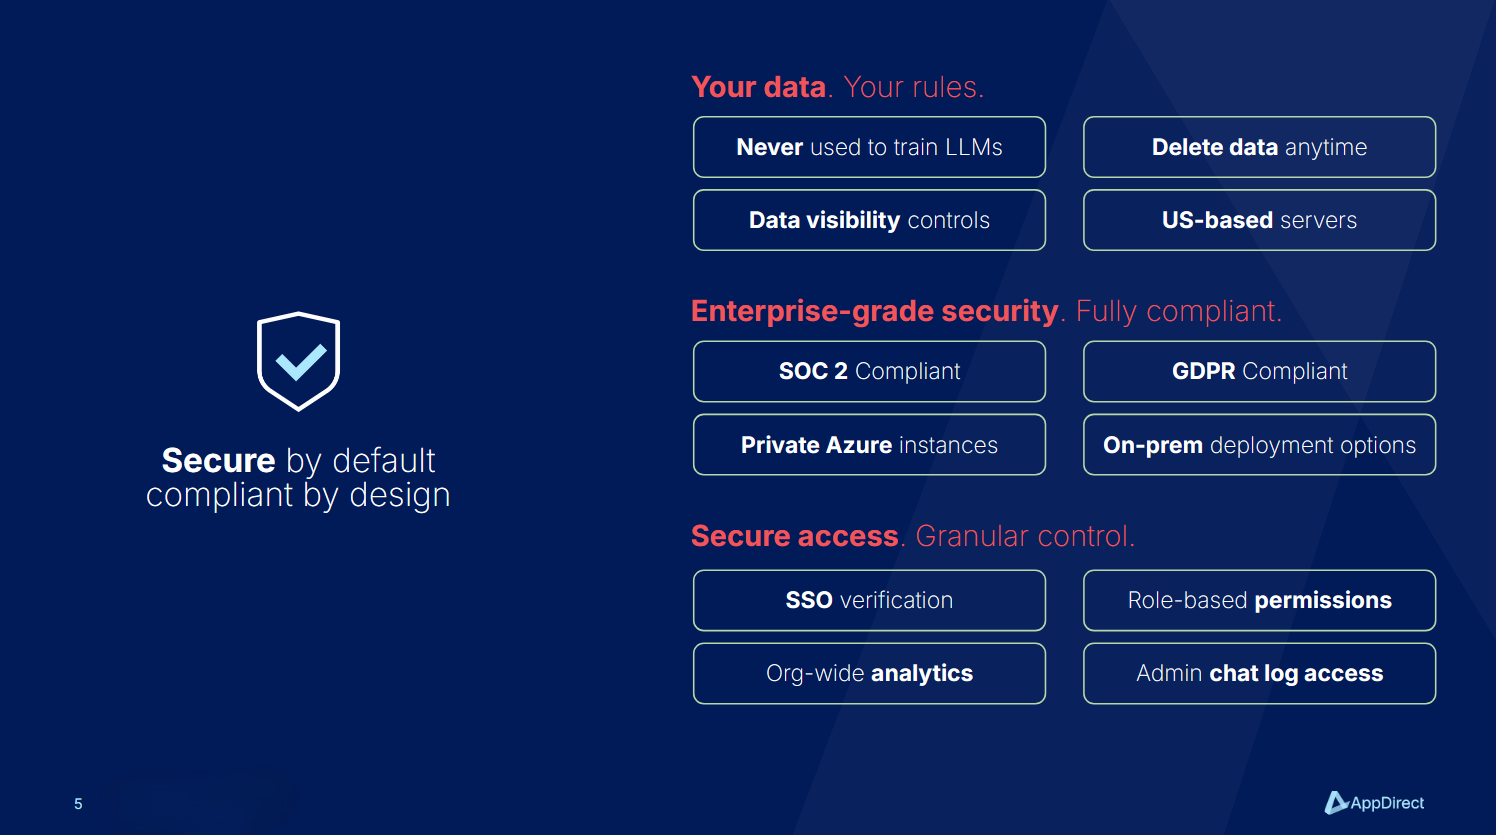 Secure by default
compliant by design
Your data. Your rules.
Never used to train LLMs
Delete data anytime
Data visibility controls
US-based servers
Enterprise-grade security. Fully compliant.
SOC 2 Compliant
GDPR Compliant
Private Azure instances
On-prem deployment options
Secure access. Granular control.
SSO verification
Role-based permissions
Org-wide analytics
Admin chat log access
5
AppDirect